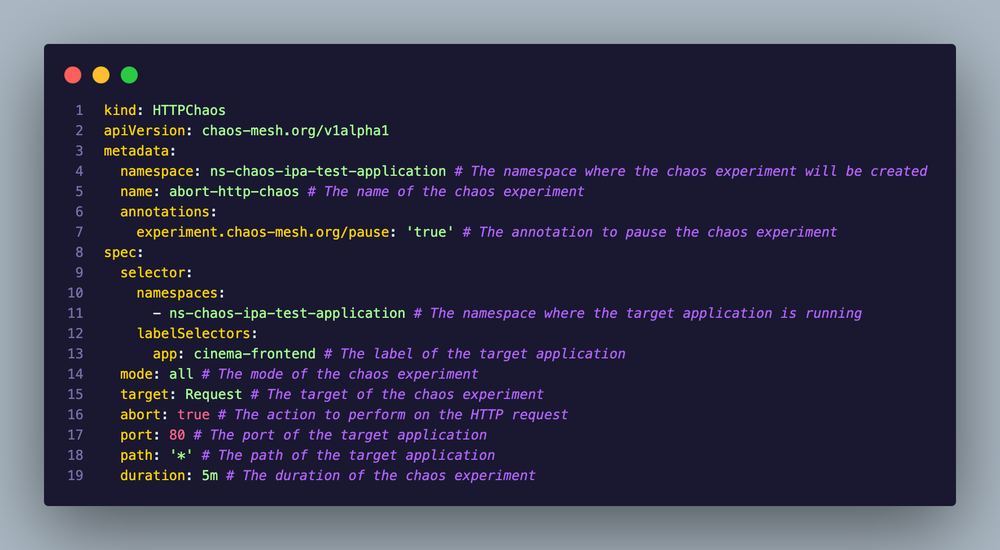 1 kind: HTTPChaos
2 apiVersion: chaos-mesh.org/v1alpha1
3 metadata:
4   namespace: ns-chaos-ipa-test-application # The namespace where the chaos experiment will be created
5   name: abort-http-chaos # The name of the chaos experiment
6   annotations:
7     experiment.chaos-mesh.org/pause: 'true' # The annotation to pause the chaos experiment
8 spec:
9   selector:
10     namespaces:
11       - ns-chaos-ipa-test-application # The namespace where the target application is running
12     labelSelectors:
13       app: cinema-frontend # The label of the target application
14   mode: all # The mode of the chaos experiment
15   target: Request # The target of the chaos experiment
16   abort: true # The action to perform on the HTTP request
17   port: 80 # The port of the target application
18   path: '*' # The path of the target application
19   duration: 5m # The duration of the chaos experiment